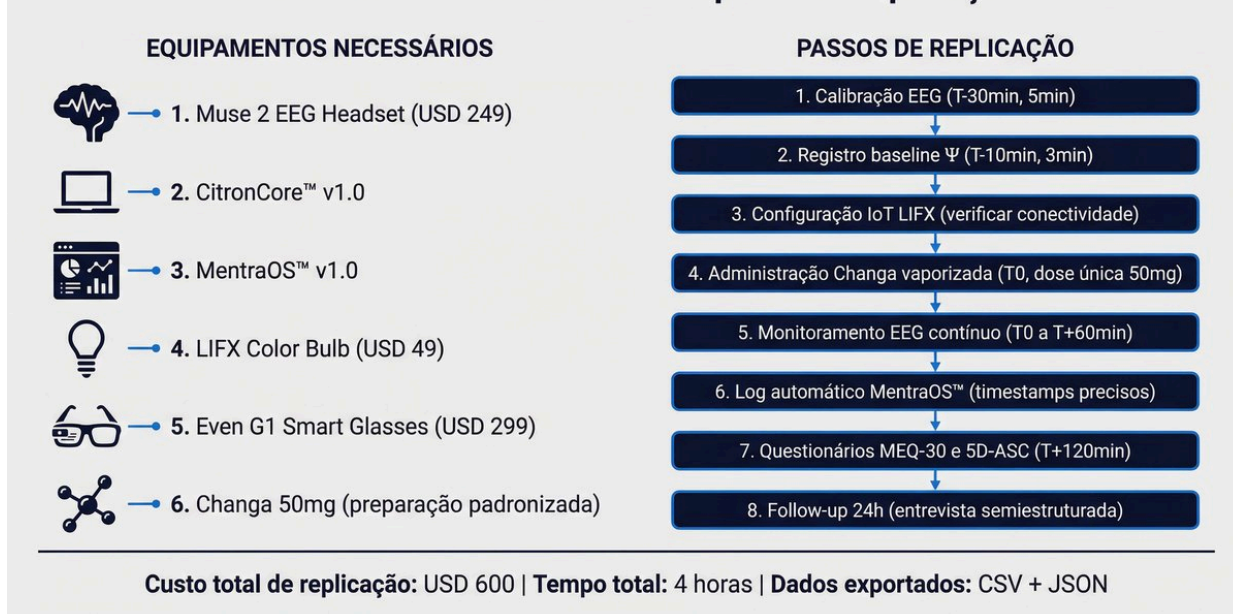 EQUIPAMENTOS NECESSÁRIOS
1. Muse 2 EEG Headset (USD 249)
2. CitronCore™ v1.0
3. MentraOS™ v1.0
4. LIFX Color Bulb (USD 49)
5. Even G1 Smart Glasses (USD 299)
6. Changa 50mg (preparação padronizada)
PASSOS DE REPLICAÇÃO
1. Calibração EEG (T-30min, 5min)
2. Registro baseline Ψ (T-10min, 3min)
3. Configuração IoT LIFX (verificar conectividade)
4. Administração Changa vaporizada (T0, dose única 50mg)
5. Monitoramento EEG contínuo (T0 a T+60min)
6. Log automático MentraOS™ (timestamps precisos)
7. Questionários MEQ-30 e 5D-ASC (T+120min)
8. Follow-up 24h (entrevista semiestruturada)
Custo total de replicação: USD 600 | Tempo total: 4 horas | Dados exportados: CSV + JSON